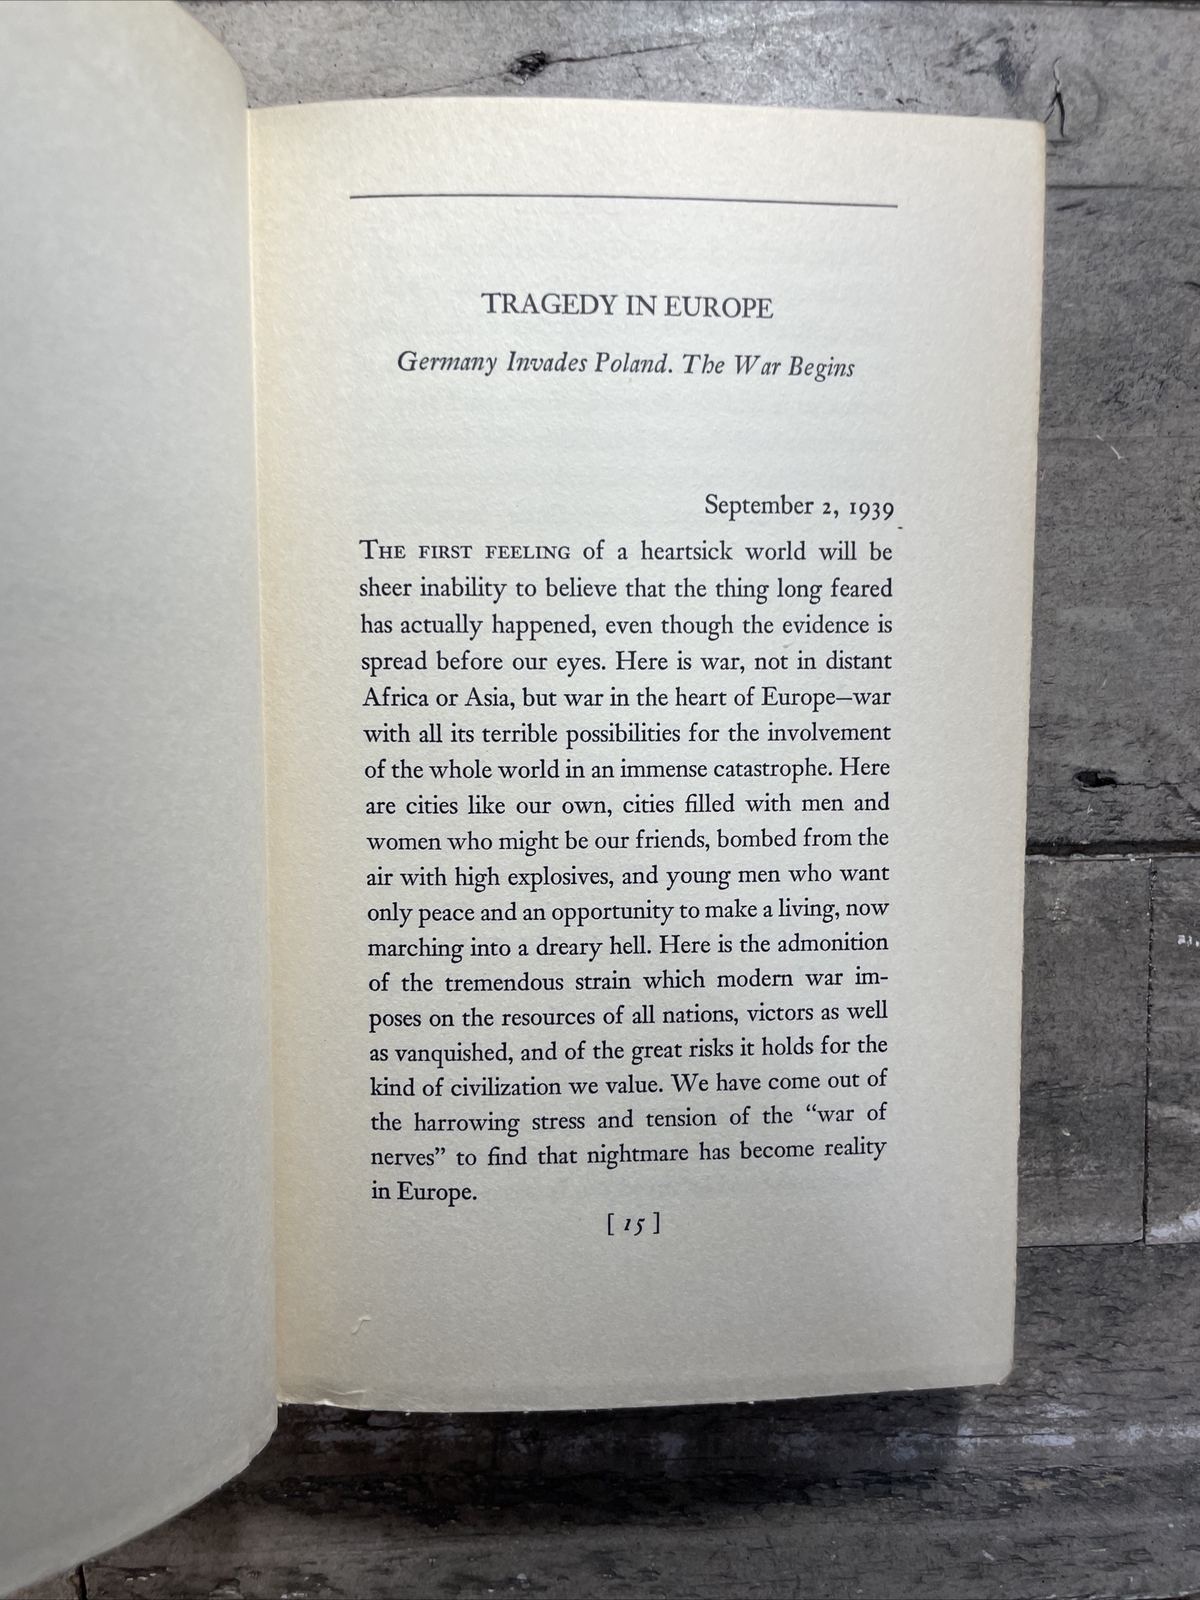 TRAGEDY IN EUROPE
Germany Invades Poland. The War Begins
September 2, 1939
THE FIRST FEELING of a heartsick world will be
sheer inability to believe that the thing long feared
has actually happened, even though the evidence is
spread before our eyes. Here is war, not in distant
Africa or Asia, but war in the heart of Europe—war
with all its terrible possibilities for the involvement
of the whole world in an immense catastrophe. Here
are cities like our own, cities filled with men and
women who might be our friends, bombed from the
air with high explosives, and young men who want
only peace and an opportunity to make a living, now
marching into a dreary hell. Here is the admonition
of the tremendous strain which modern war im-
poses on the resources of all nations, victors as well
as vanquished, and of the great risks it holds for the
kind of civilization we value. We have come out of
the harrowing stress and tension of the “war of
nerves” to find that nightmare has become reality
in Europe.
[ 15 ]